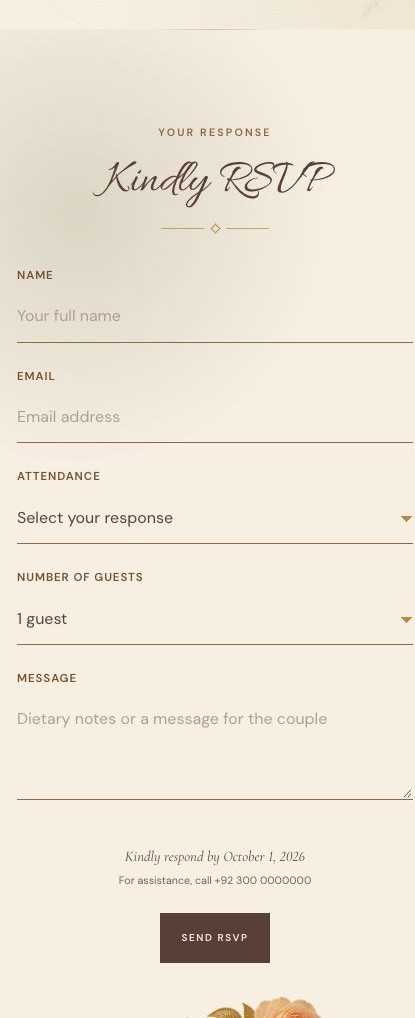 YOUR RESPONSE
Kindly RSVP
NAME
Your full name
EMAIL
Email address
ATTENDANCE
Select your response
NUMBER OF GUESTS
1 guest
MESSAGE
Dietary notes or a message for the couple
Kindly respond by October 1, 2026
For assistance, call +92 300 0000000
SEND RSVP